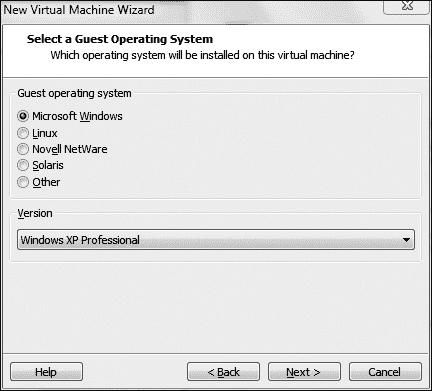 New Virtual Machine Wizard
Select a Guest Operating System
Which operating system will be installed on this virtual machine?
Guest operating system
Microsoft Windows
Linux
Novell NetWare
Solaris
Other
Version
Windows XP Professional
Help
< Back
Next >
Cancel